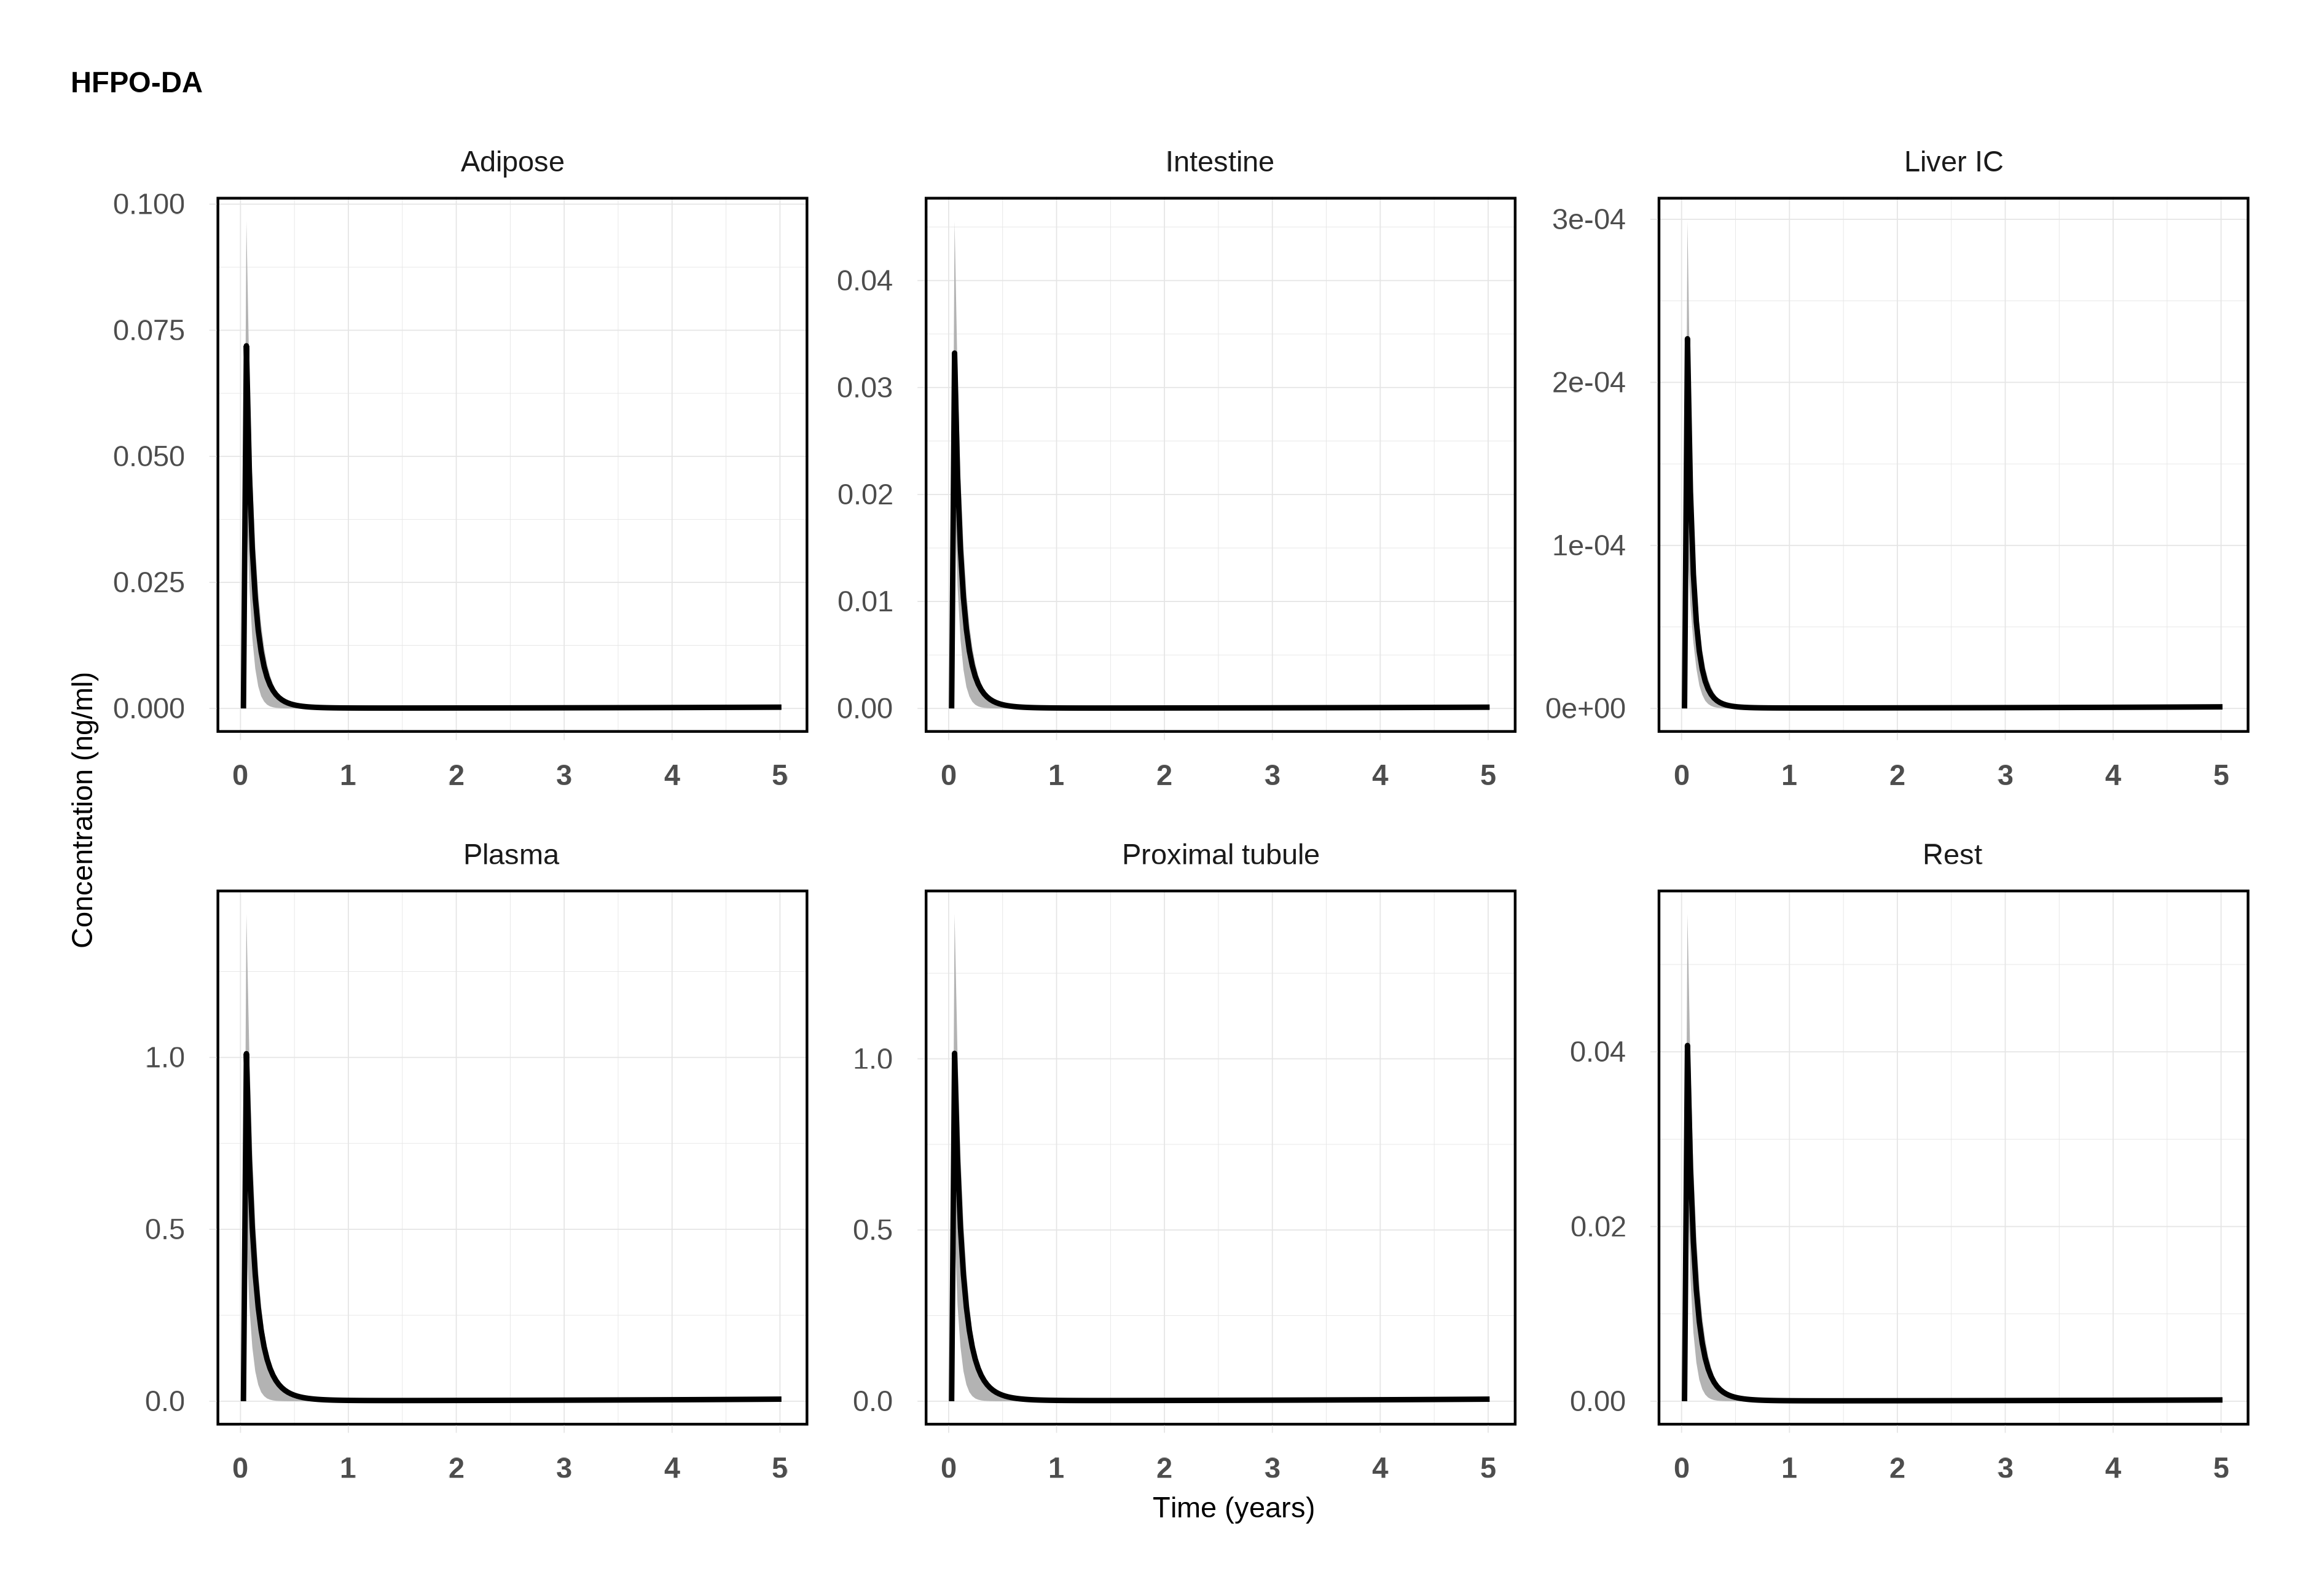 HFPO-DA
Adipose
Intestine
Liver IC
0.100
0.075
0.050
0.025
0.000
0.04
0.03
0.02
0.01
0.00
3e-04
2e-04
1e-04
0e+00
0 1 2 3 4 5
0 1 2 3 4 5
0 1 2 3 4 5
Concentration (ng/ml)
Plasma
Proximal tubule
Rest
1.0
0.5
0.0
1.0
0.5
0.0
0.04
0.02
0.00
0 1 2 3 4 5
0 1 2 3 4 5
0 1 2 3 4 5
Time (years)